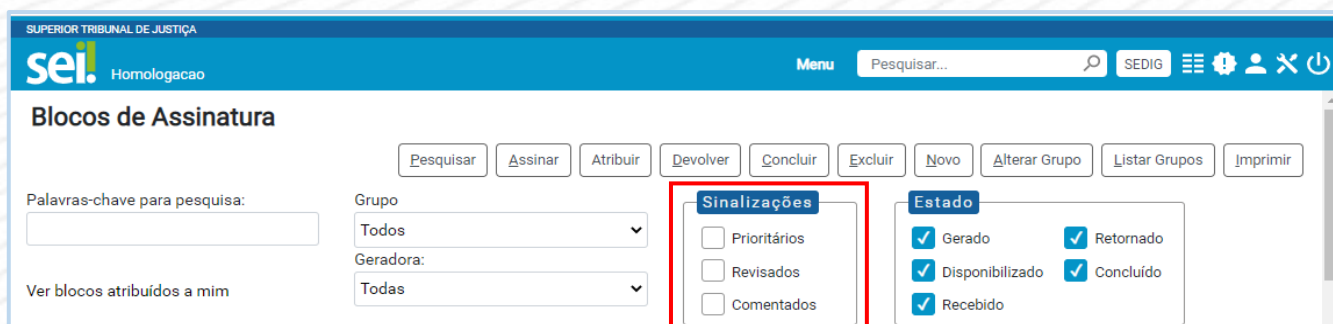 SUPERIOR TRIBUNAL DE JUSTIÇA
sei! Homologacao Menu Pesquisar... SEDIG
Blocos de Assinatura
Pesquisar Assinar Atribuir Devolver Concluir Excluir Novo Alterar Grupo Listar Grupos Imprimir
Palavras-chave para pesquisa: Grupo Sinalizações Estado
Todos Prioritários Gerado Retornado
Geradora:
Revisados Disponibilizado Concluído
Ver blocos atribuídos a mim Todas
Comentados Recebido